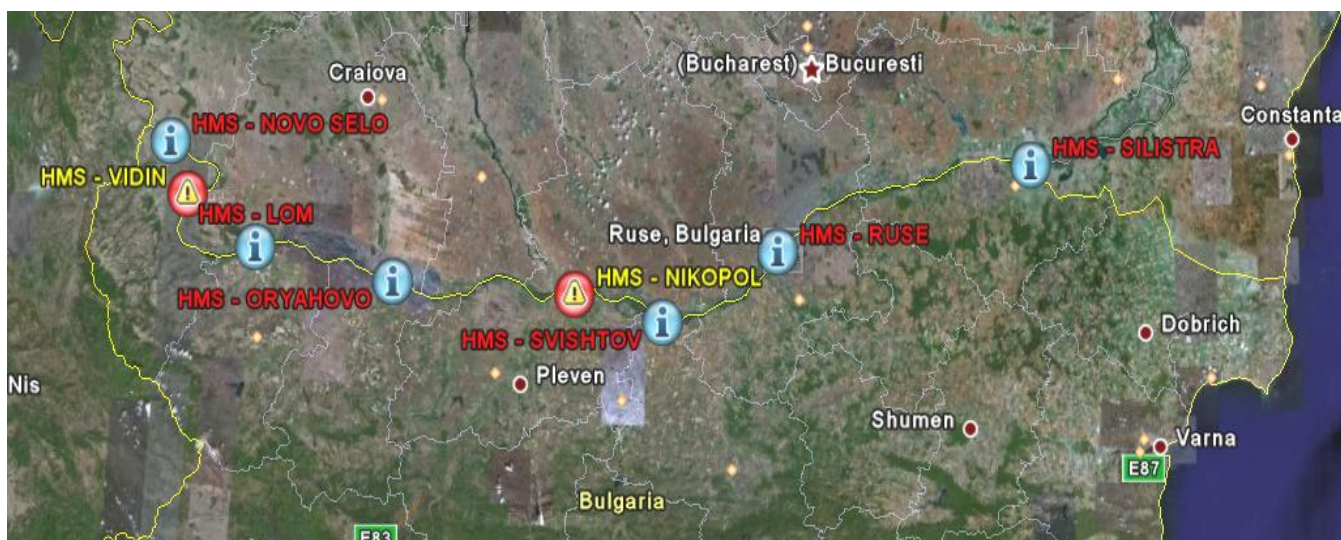 (Bucharest) Bucuresti
Craiova
Constanta
HMS - NOVO SELO
HMS - SILISTRA
HMS - VIDIN
HMS - LOM
Ruse, Bulgaria HMS - RUSE
HMS - NIKOPOL
HMS - ORYAHOVO
HMS - SVISHTOV
Dobrich
Nis
Pleven
Shumen
Varna
E87
Bulgaria
E83